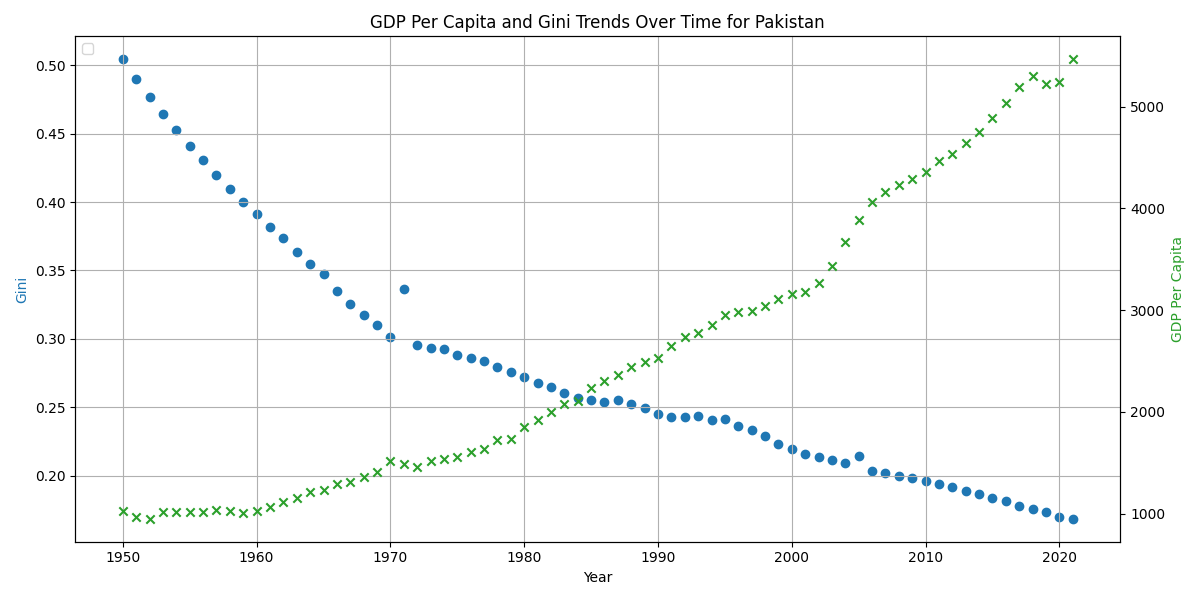 GDP Per Capita and Gini Trends Over Time for Pakistan
0.50
0.45
0.40
0.35
0.30
0.25
0.20
Gini
5000
4000
3000
2000
1000
GDP Per Capita
1950 1960 1970 1980 1990 2000 2010 2020
Year